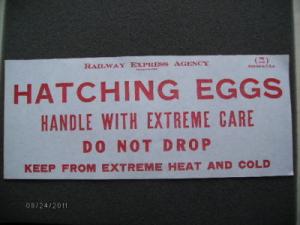 RAILWAY EXPRESS AGENCY
HATCHING EGGS
HANDLE WITH EXTREME CARE
DO NOT DROP
KEEP FROM EXTREME HEAT AND COLD
08/24/2011